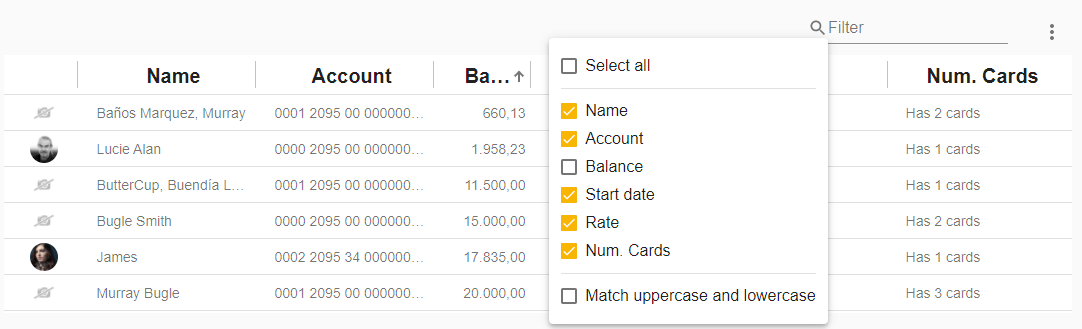 Filter
Name Account Ba... Num. Cards
Baños Marquez, Murray 0001 2095 00 000000... 660,13 Has 2 cards
Lucie Alan 0000 2095 00 000000... 1.958,23 Has 1 cards
ButterCup, Buendía L... 0001 2095 00 000000... 11.500,00 Has 1 cards
Bugle Smith 0000 2095 00 000000... 15.000,00 Has 2 cards
James 0002 2095 34 000000... 17.835,00 Has 1 cards
Murray Bugle 0001 2095 00 000000... 20.000,00 Has 3 cards
Select all
Name
Account
Balance
Start date
Rate
Num. Cards
Match uppercase and lowercase